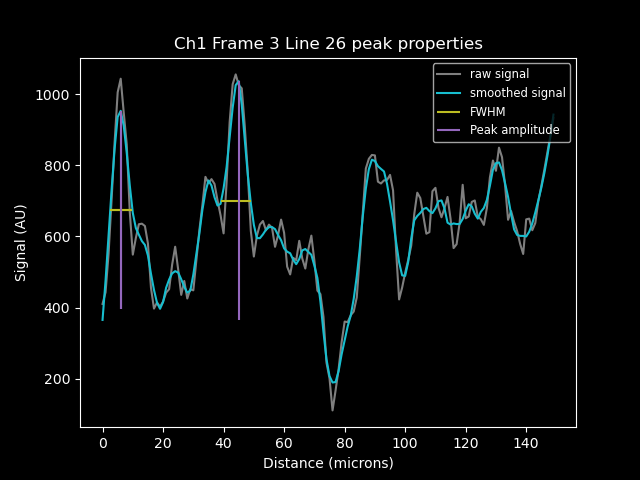 Ch1 Frame 3 Line 26 peak properties
raw signal
smoothed signal
FWHM
Peak amplitude
1000
800
600
400
200
Signal (AU)
0 20 40 60 80 100 120 140
Distance (microns)